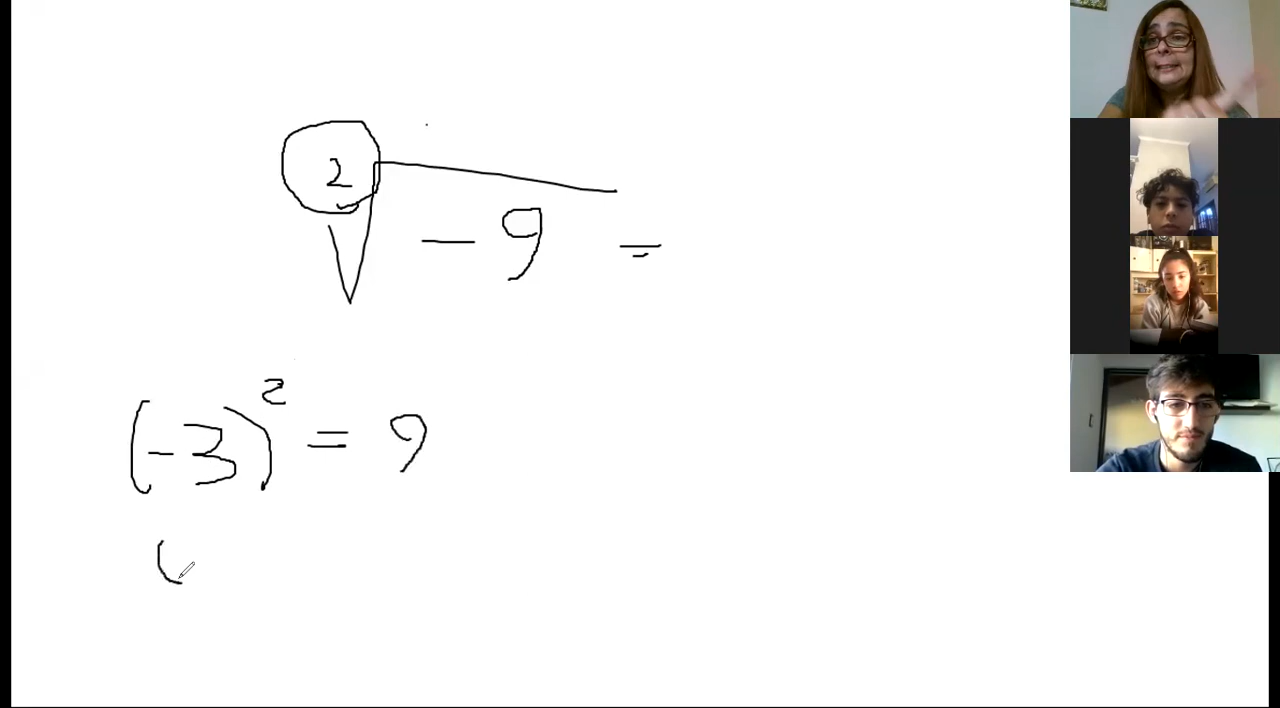 ²√-9 =
(-3)² = 9
(